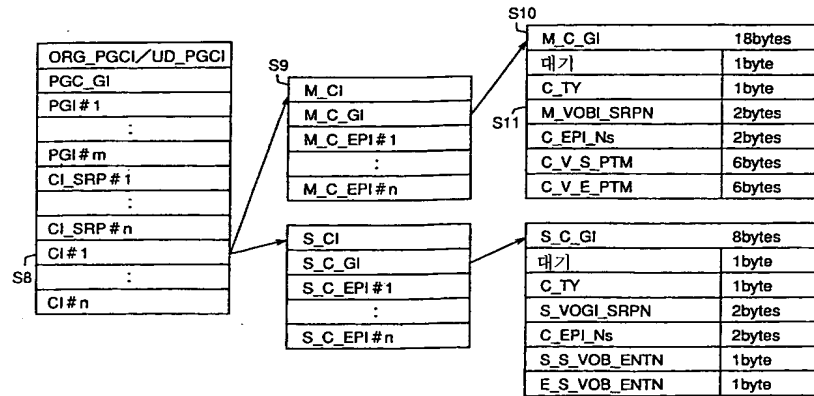 ORG_PGCI／UD_PGCI
PGC_GI
PGI#1
:
PGI#m
CI_SRP#1
:
CI_SRP#n
S8
CI#1
:
CI#n
S9
M_CI
M_C_GI
M_C_EPI#1
:
M_C_EPI#n
S_CI
S_C_GI
S_C_EPI#1
:
S_C_EPI#n
S10
M_C_GI 18bytes
대기 1byte
C_TY 1byte
S11
M_VOBI_SRPN 2bytes
C_EPI_Ns 2bytes
C_V_S_PTM 6bytes
C_V_E_PTM 6bytes
S_C_GI 8bytes
대기 1byte
C_TY 1byte
S_VOGI_SRPN 2bytes
C_EPI_Ns 2bytes
S_S_VOB_ENTN 1byte
E_S_VOB_ENTN 1byte